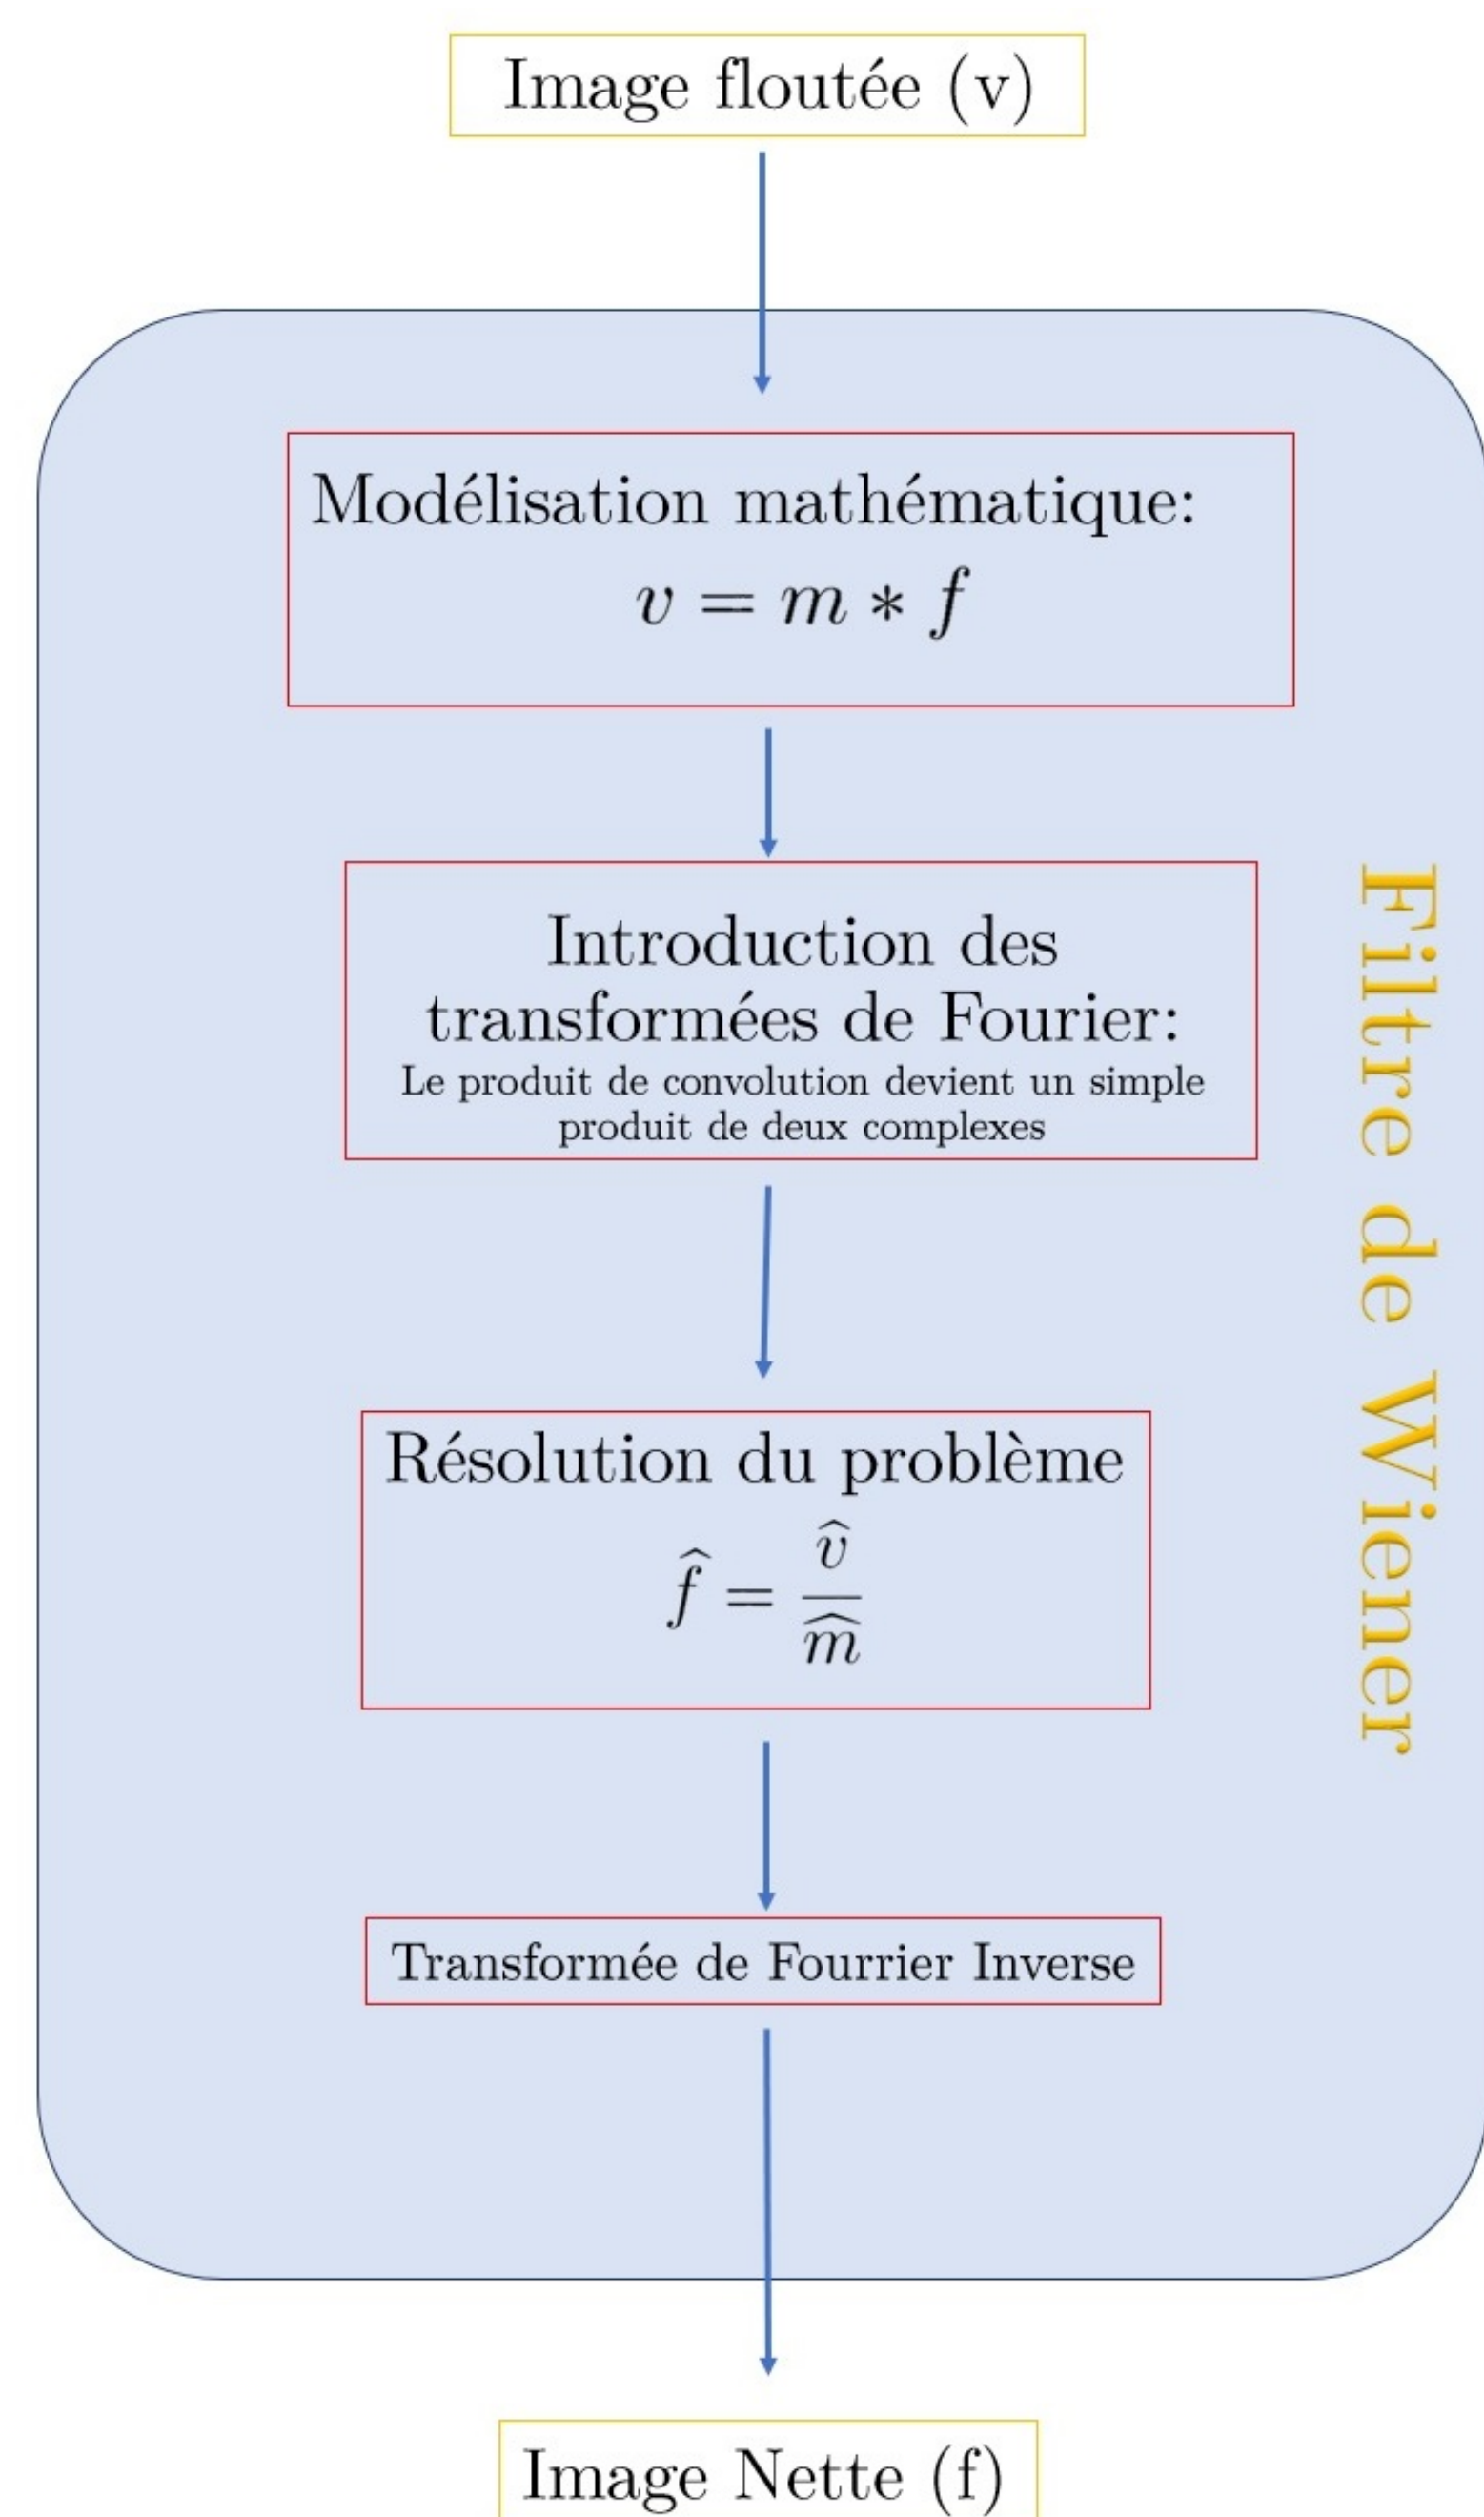 Image floutée (v)
Modélisation mathématique:
v = m * f
Introduction des
transformées de Fourier:
Le produit de convolution devient un simple
produit de deux complexes
Résolution du problème
f̂ = v̂ / m̂
Transformée de Fourrier Inverse
Filtre de Wiener
Image Nette (f)